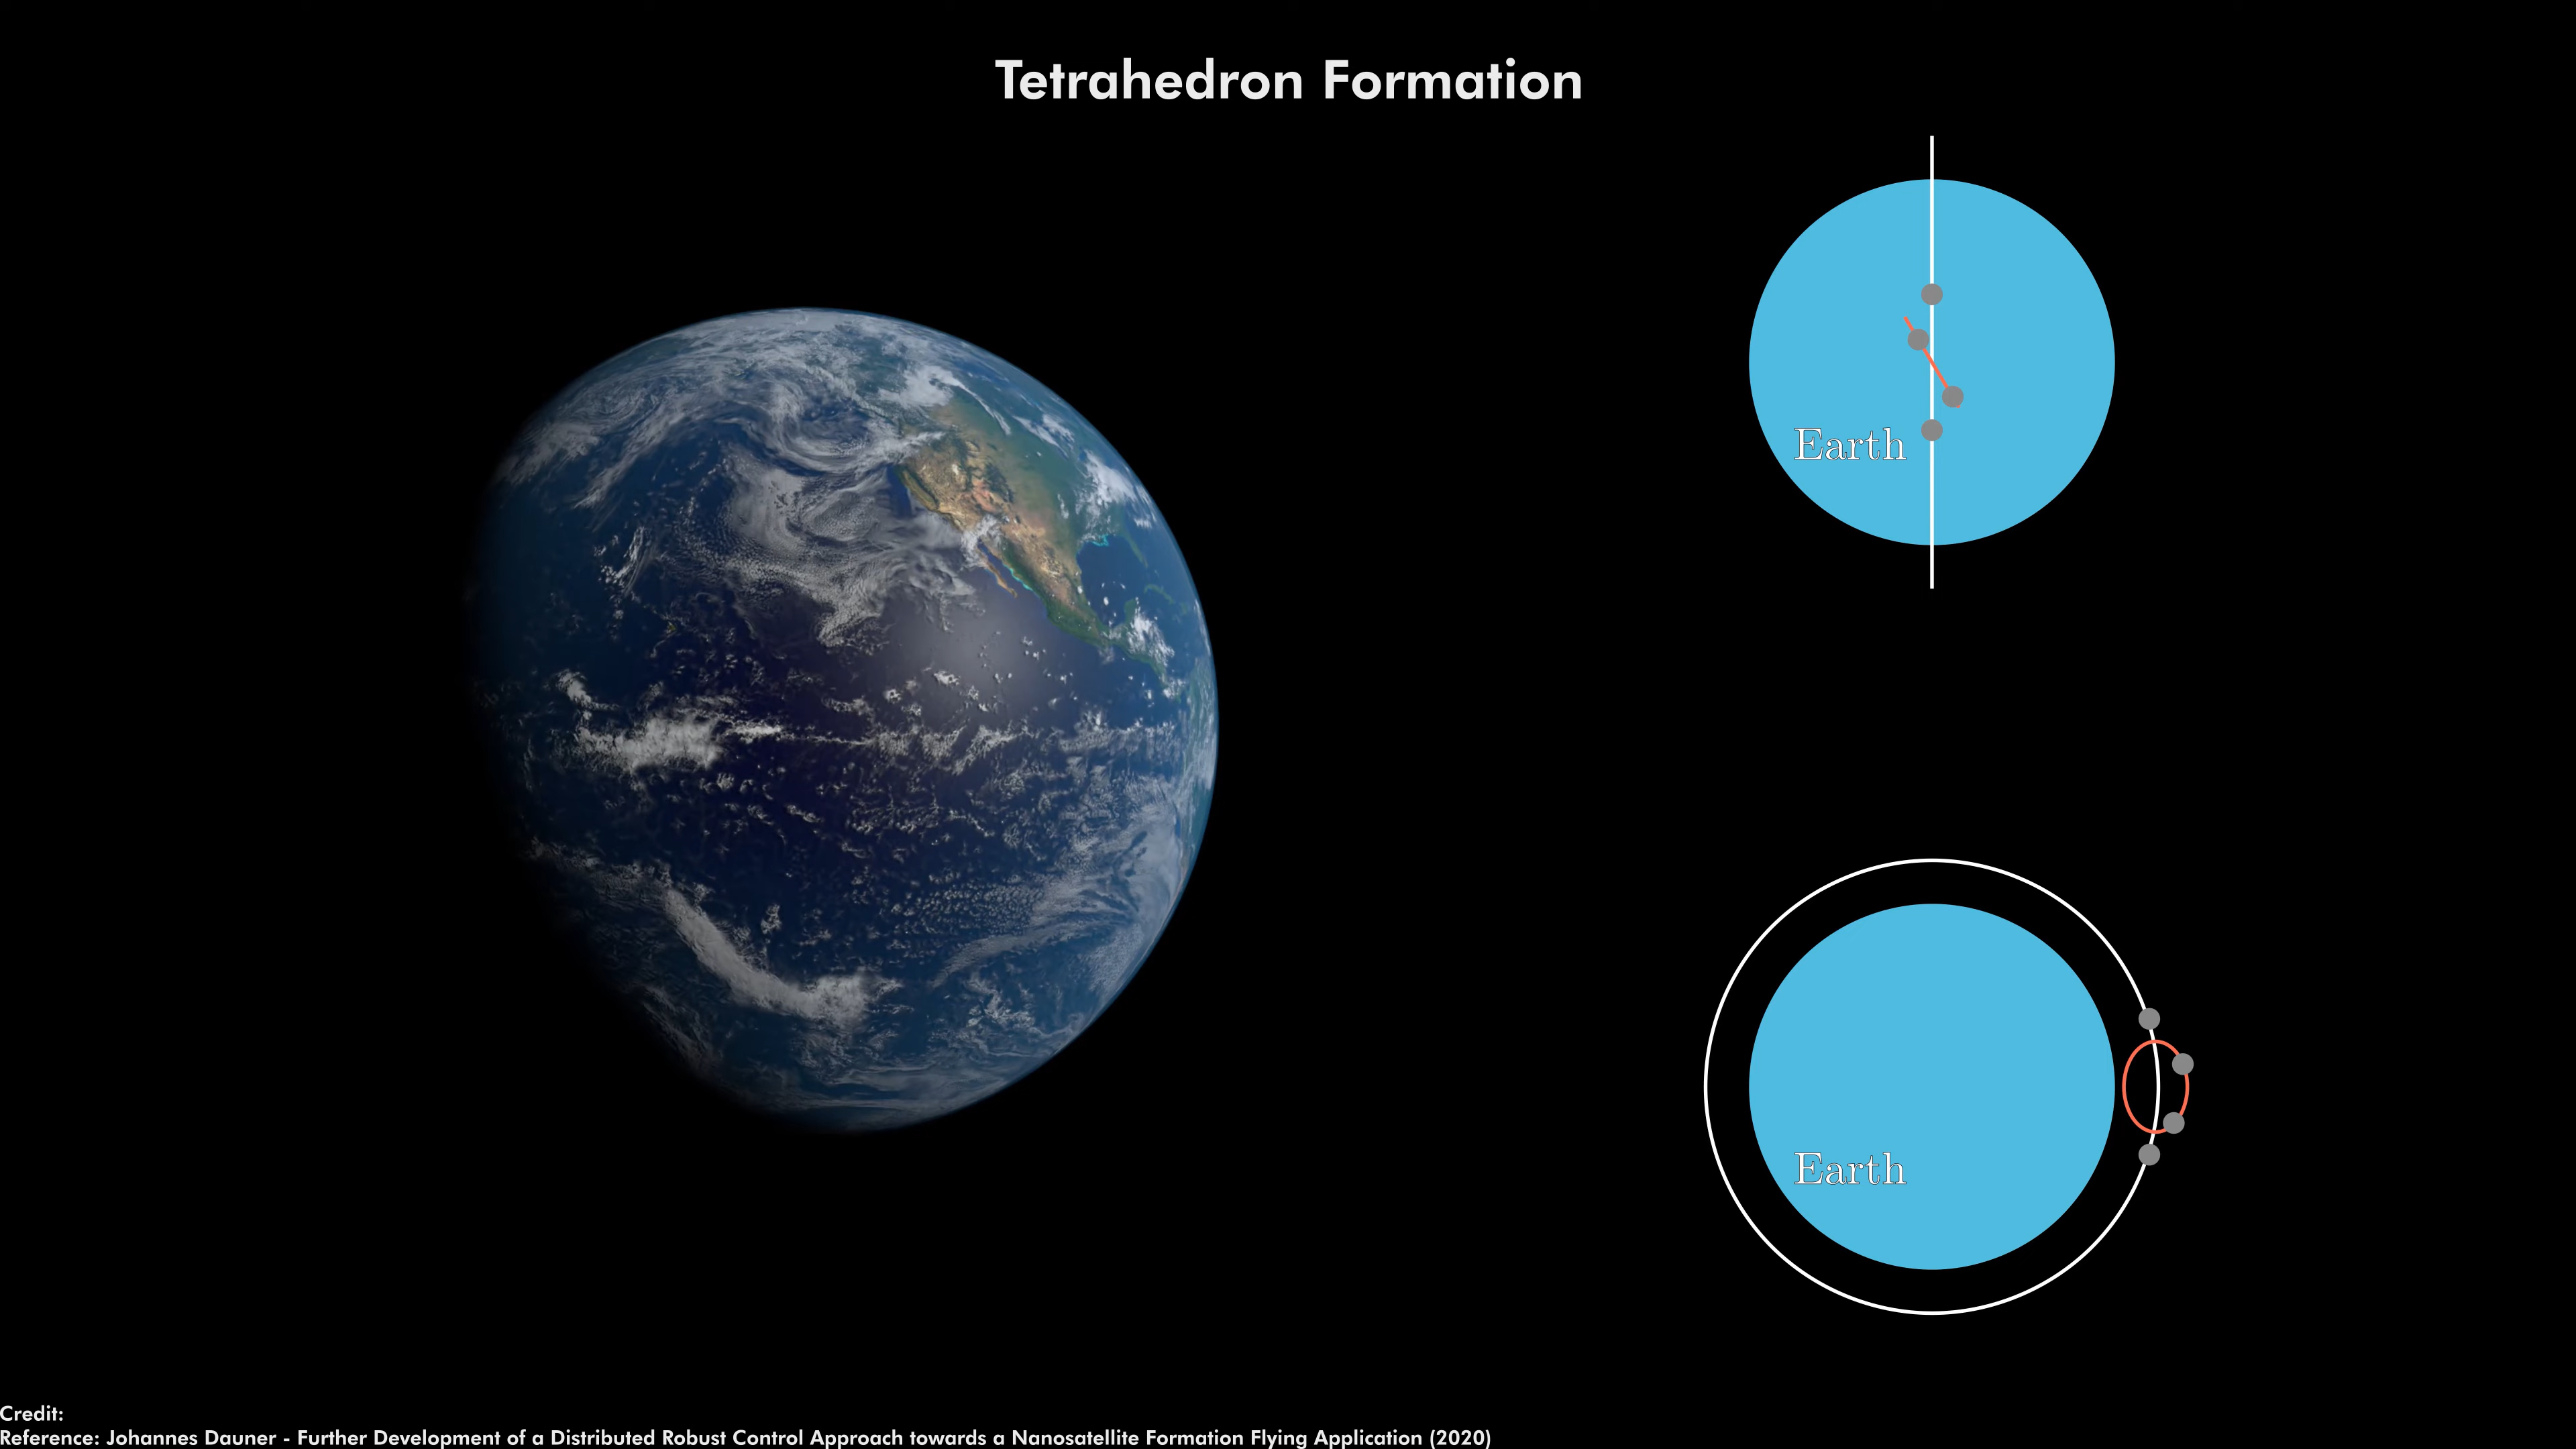 Tetrahedron Formation
Earth
Earth
Credit:
Reference: Johannes Dauner - Further Development of a Distributed Robust Control Approach towards a Nanosatellite Formation Flying Application (2020)